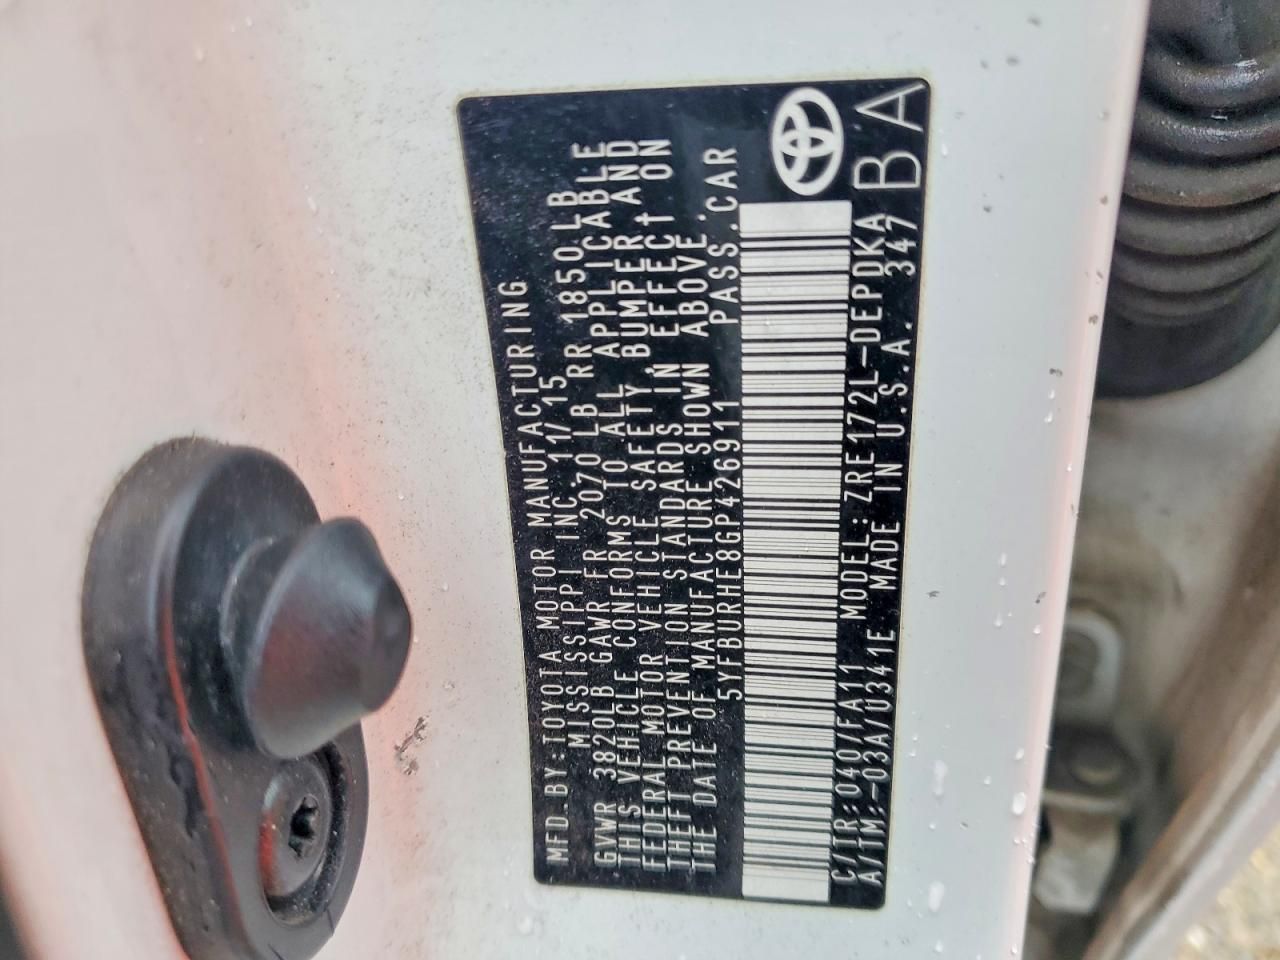 MFD.BY:TOYOTA MOTOR MANUFACTURING
MISSISSIPPI INC. 11/15
GVWR 3820LB GAWR FR 2070LB RR 1850LB
THIS VEHICLE CONFORMS TO ALL APPLICABLE
FEDERAL MOTOR VEHICLE SAFETY, BUMPER, AND
THEFT PREVENTION STANDARDS IN EFFECT ON
THE DATE OF MANUFACTURE SHOWN ABOVE.
5YFBURHE8GP426911 PASS.CAR
C/TR:040/FA11 MODEL:ZRE172L-DEPDKA
A/TM:-03A/U341E MADE IN U.S.A. 347 BA